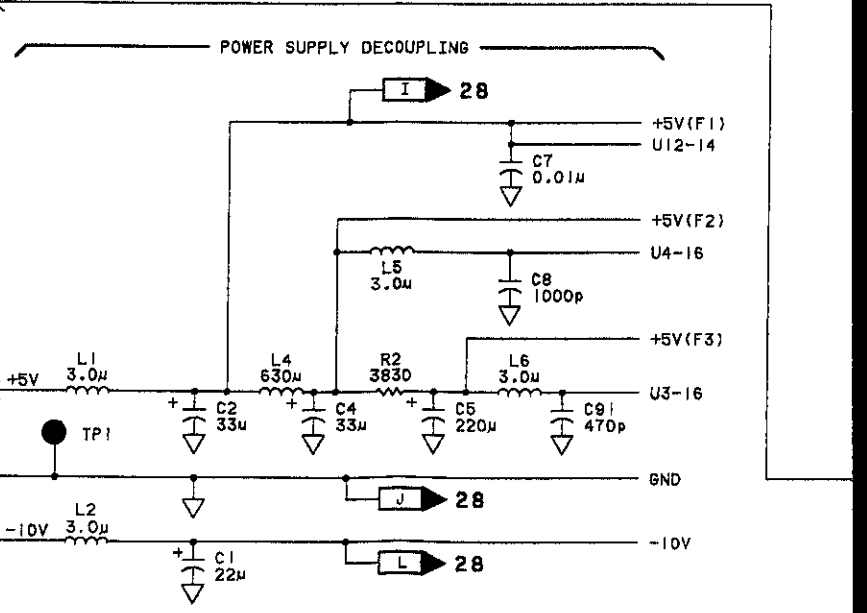 POWER SUPPLY DECOUPLING
I 28
+5V(F1)
U12-14
C7
0.01µ
+5V(F2)
U4-16
L5
3.0µ
C8
1000p
+5V(F3)
+5V
L1
3.0µ
L4
630µ
R2
3830
L6
3.0µ
U3-16
+ C2
33µ
+ C4
33µ
+ C5
220µ
C91
470p
TP1
GND
J 28
-10V
L2
3.0µ
-10V
+ C1
22µ
L 28